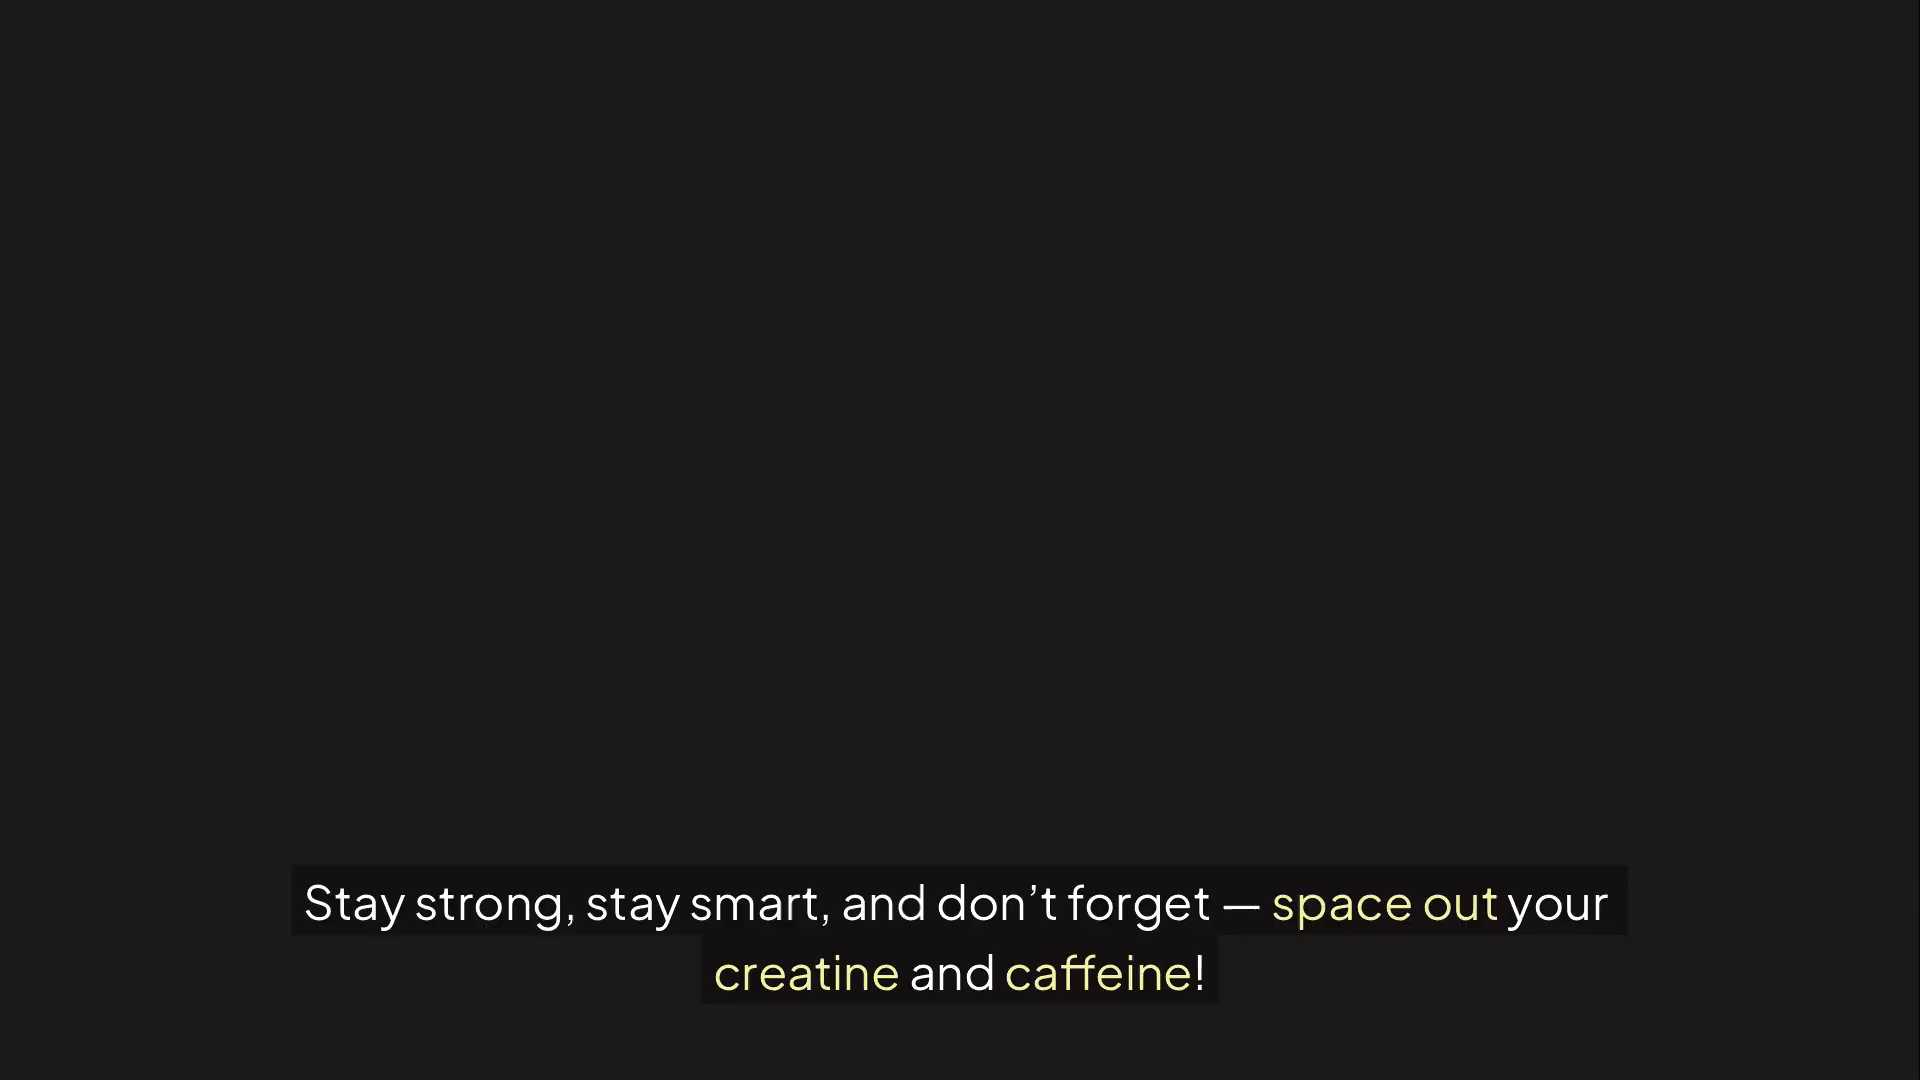 Stay strong, stay smart, and don’t forget — space out your
creatine and caffeine!